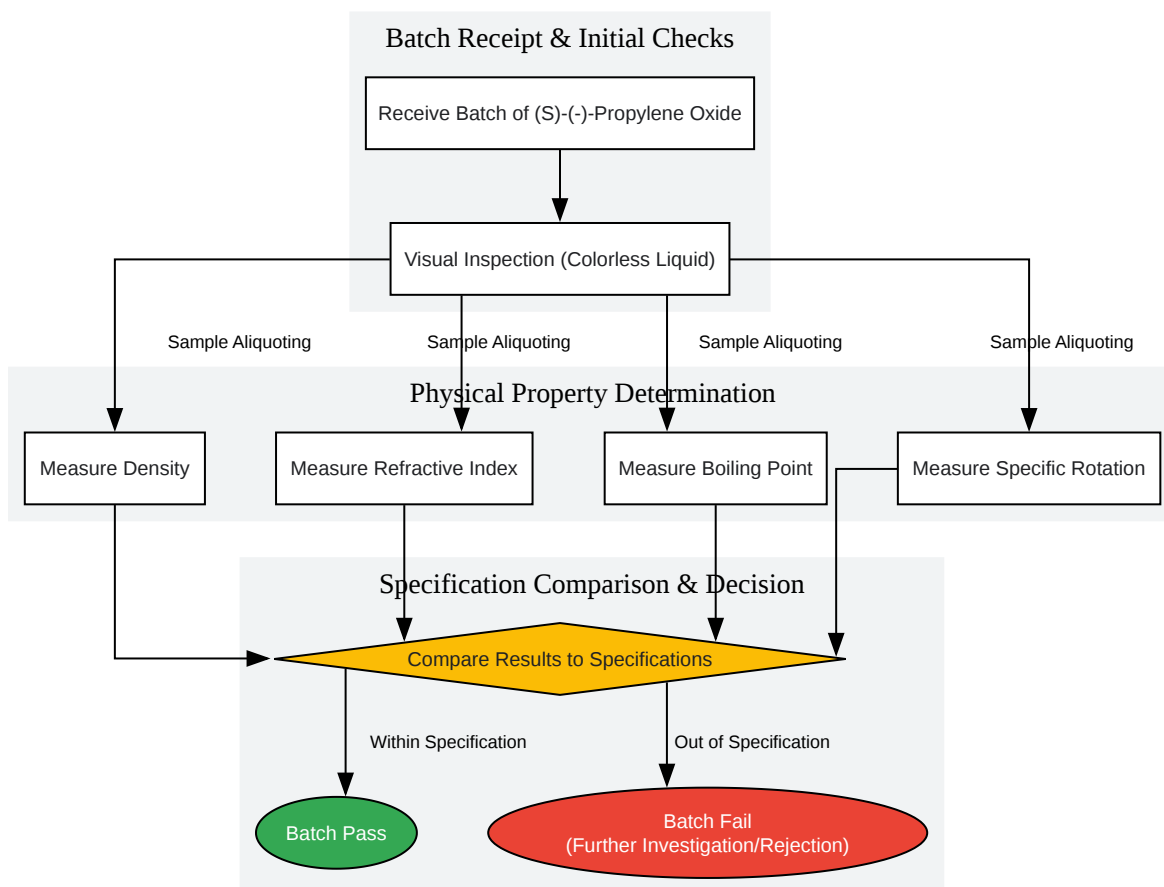 Batch Receipt & Initial Checks
Receive Batch of (S)-(-)-Propylene Oxide
Visual Inspection (Colorless Liquid)
Sample Aliquoting
Sample Aliquoting
Sample Aliquoting
Sample Aliquoting
Physical Property Determination
Measure Density
Measure Refractive Index
Measure Boiling Point
Measure Specific Rotation
Specification Comparison & Decision
Compare Results to Specifications
Within Specification
Out of Specification
Batch Pass
Batch Fail
(Further Investigation/Rejection)